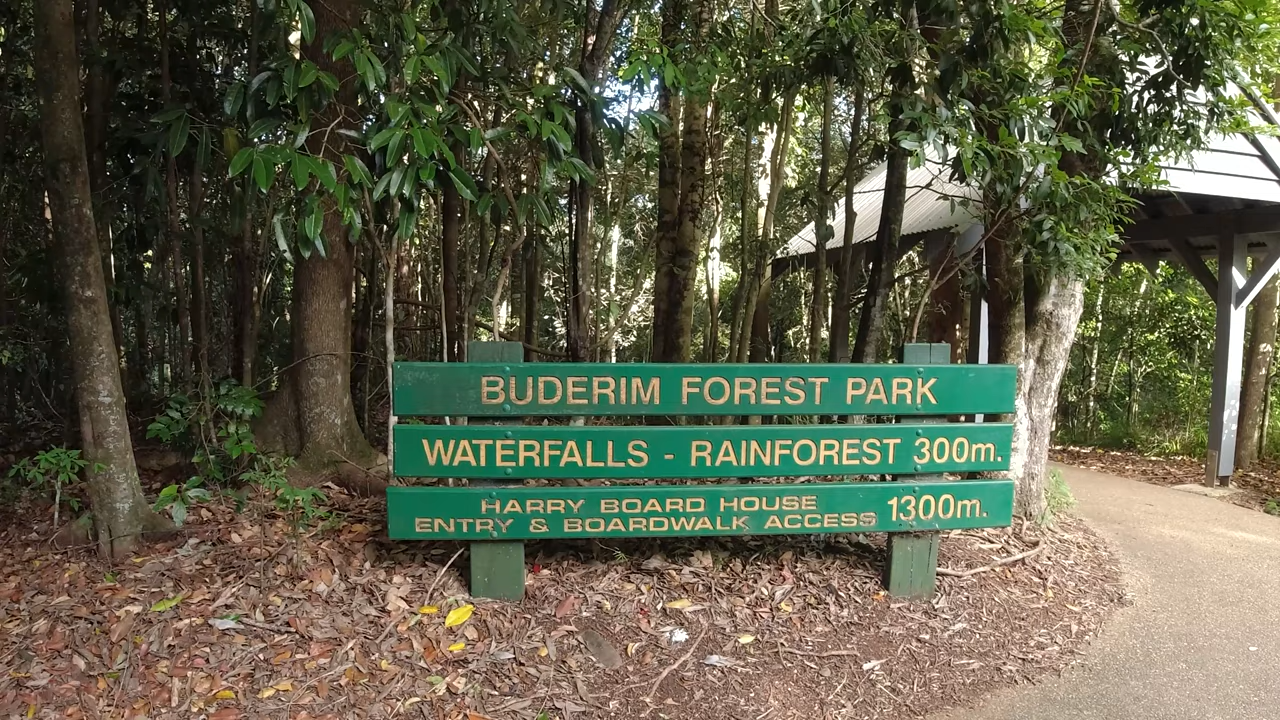 BUDERIM FOREST PARK
WATERFALLS - RAINFOREST 300m.
HARRY BOARD HOUSE
ENTRY & BOARDWALK ACCESS 1300m.